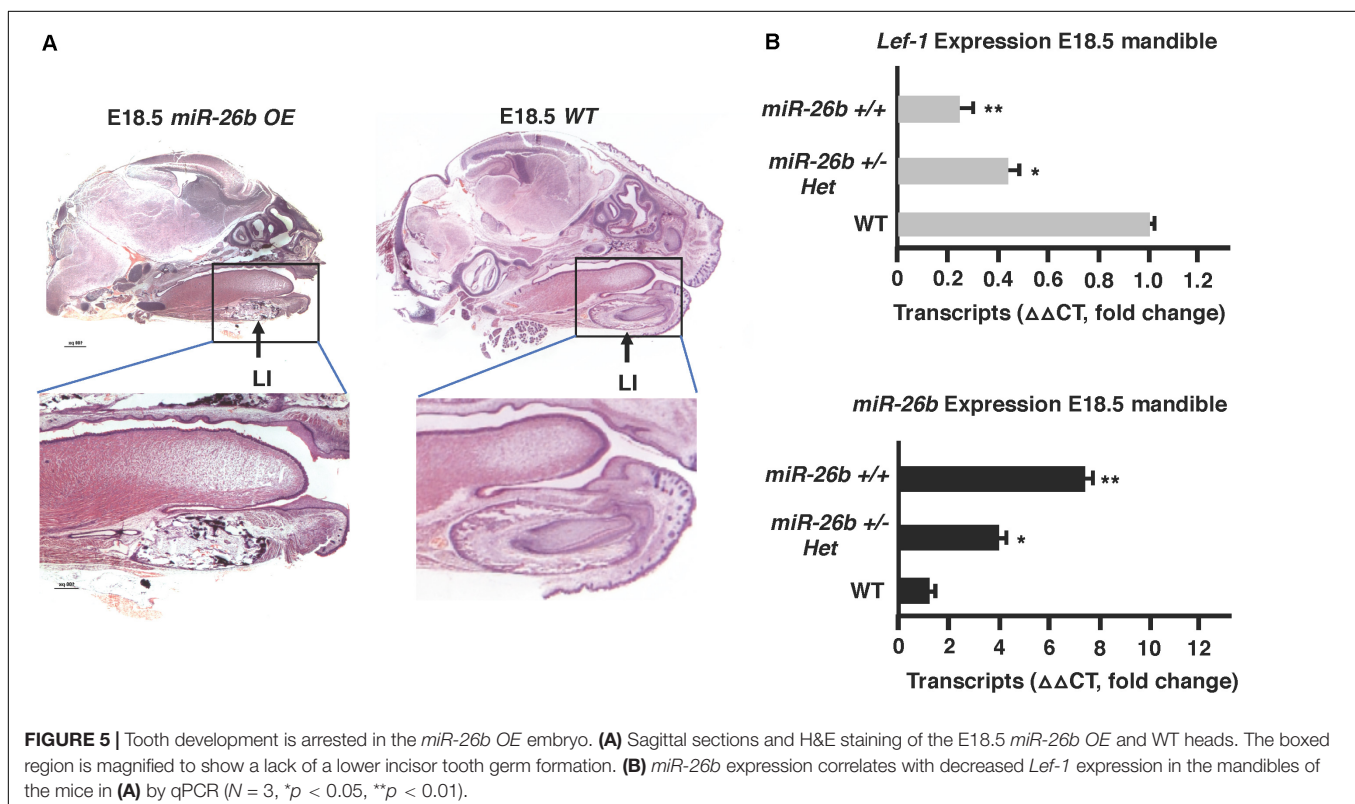 A
E18.5 miR-26b OE
E18.5 WT
LI
LI
B
Lef-1 Expression E18.5 mandible
miR-26b +/+
**
miR-26b +/-
Het
*
WT
0 0.2 0.4 0.6 0.8 1.0 1.2
Transcripts (△△CT, fold change)
miR-26b Expression E18.5 mandible
miR-26b +/+
**
miR-26b +/-
Het
*
WT
0 2 4 6 8 10 12
Transcripts (△△CT, fold change)
FIGURE 5 | Tooth development is arrested in the miR-26b OE embryo. (A) Sagittal sections and H&E staining of the E18.5 miR-26b OE and WT heads. The boxed
region is magnified to show a lack of a lower incisor tooth germ formation. (B) miR-26b expression correlates with decreased Lef-1 expression in the mandibles of
the mice in (A) by qPCR (N = 3, *p < 0.05, **p < 0.01).